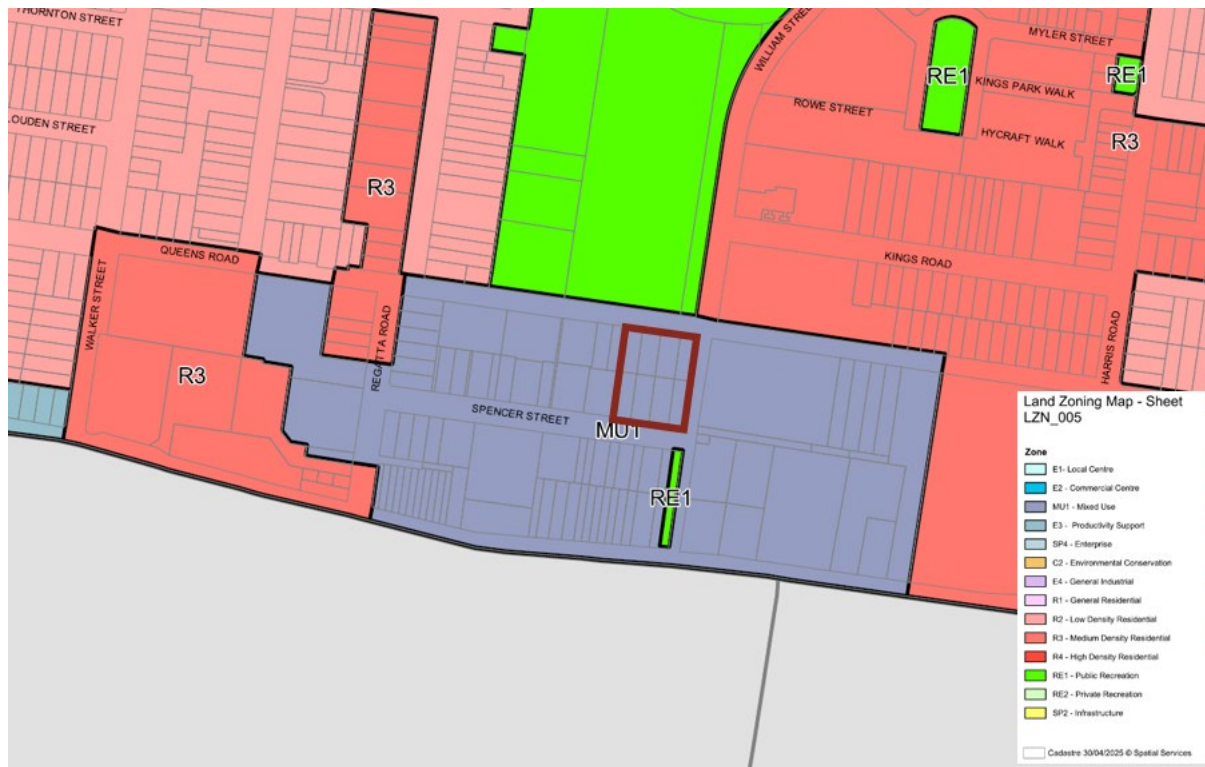 THORNTON STREET
LOUDEN STREET
WILLIAM STREET
MYLER STREET
RE1
RE1
KINGS PARK WALK
ROWE STREET
HYCRAFT WALK
R3
R3
QUEENS ROAD
KINGS ROAD
WALKER STREET
REGATTA ROAD
HARRIS ROAD
R3
SPENCER STREET
MU1
RE1
Land Zoning Map - Sheet
LZN_005
Zone
E1- Local Centre
E2 - Commercial Centre
MU1 - Mixed Use
E3 - Productivity Support
SP4 - Enterprise
C2 - Environmental Conservation
E4 - General Industrial
R1 - General Residential
R2 - Low Density Residential
R3 - Medium Density Residential
R4 - High Density Residential
RE1 - Public Recreation
RE2 - Private Recreation
SP2 - Infrastructure
Cadastre 30/04/2025 © Spatial Services